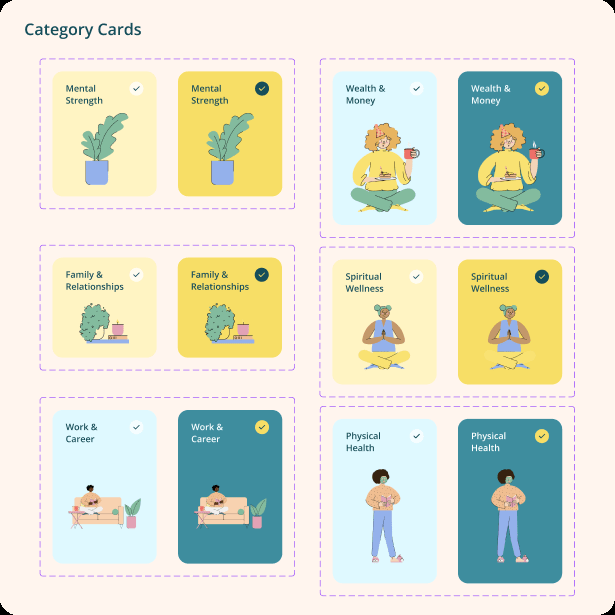 Category Cards
Mental
Strength
Mental
Strength
Wealth &
Money
Wealth &
Money
Family &
Relationships
Family &
Relationships
Spiritual
Wellness
Spiritual
Wellness
Work &
Career
Work &
Career
Physical
Health
Physical
Health